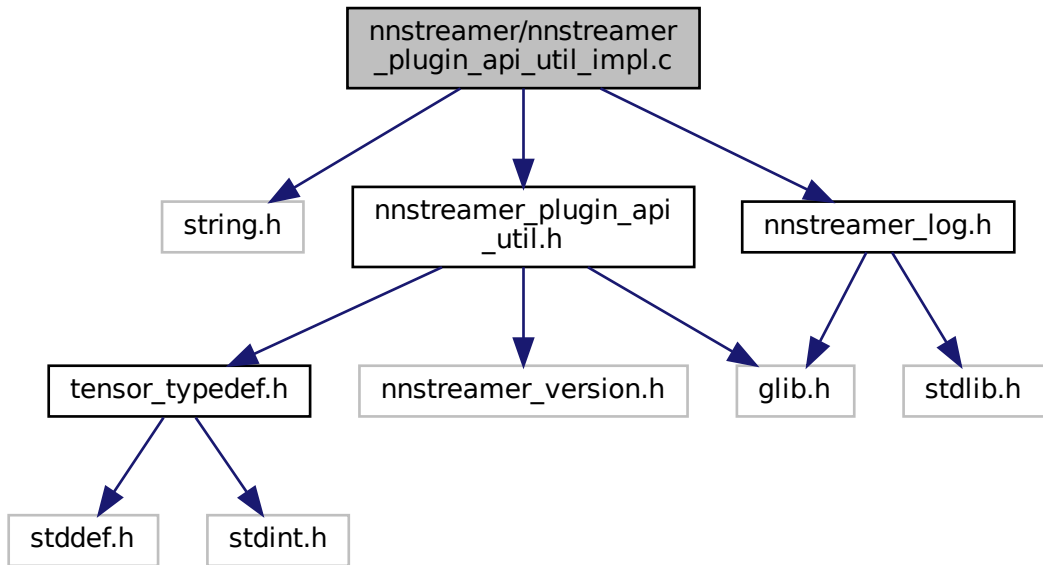 nnstreamer/nnstreamer
_plugin_api_util_impl.c
string.h
nnstreamer_plugin_api
_util.h
nnstreamer_log.h
tensor_typedef.h
nnstreamer_version.h
glib.h
stdlib.h
stddef.h
stdint.h